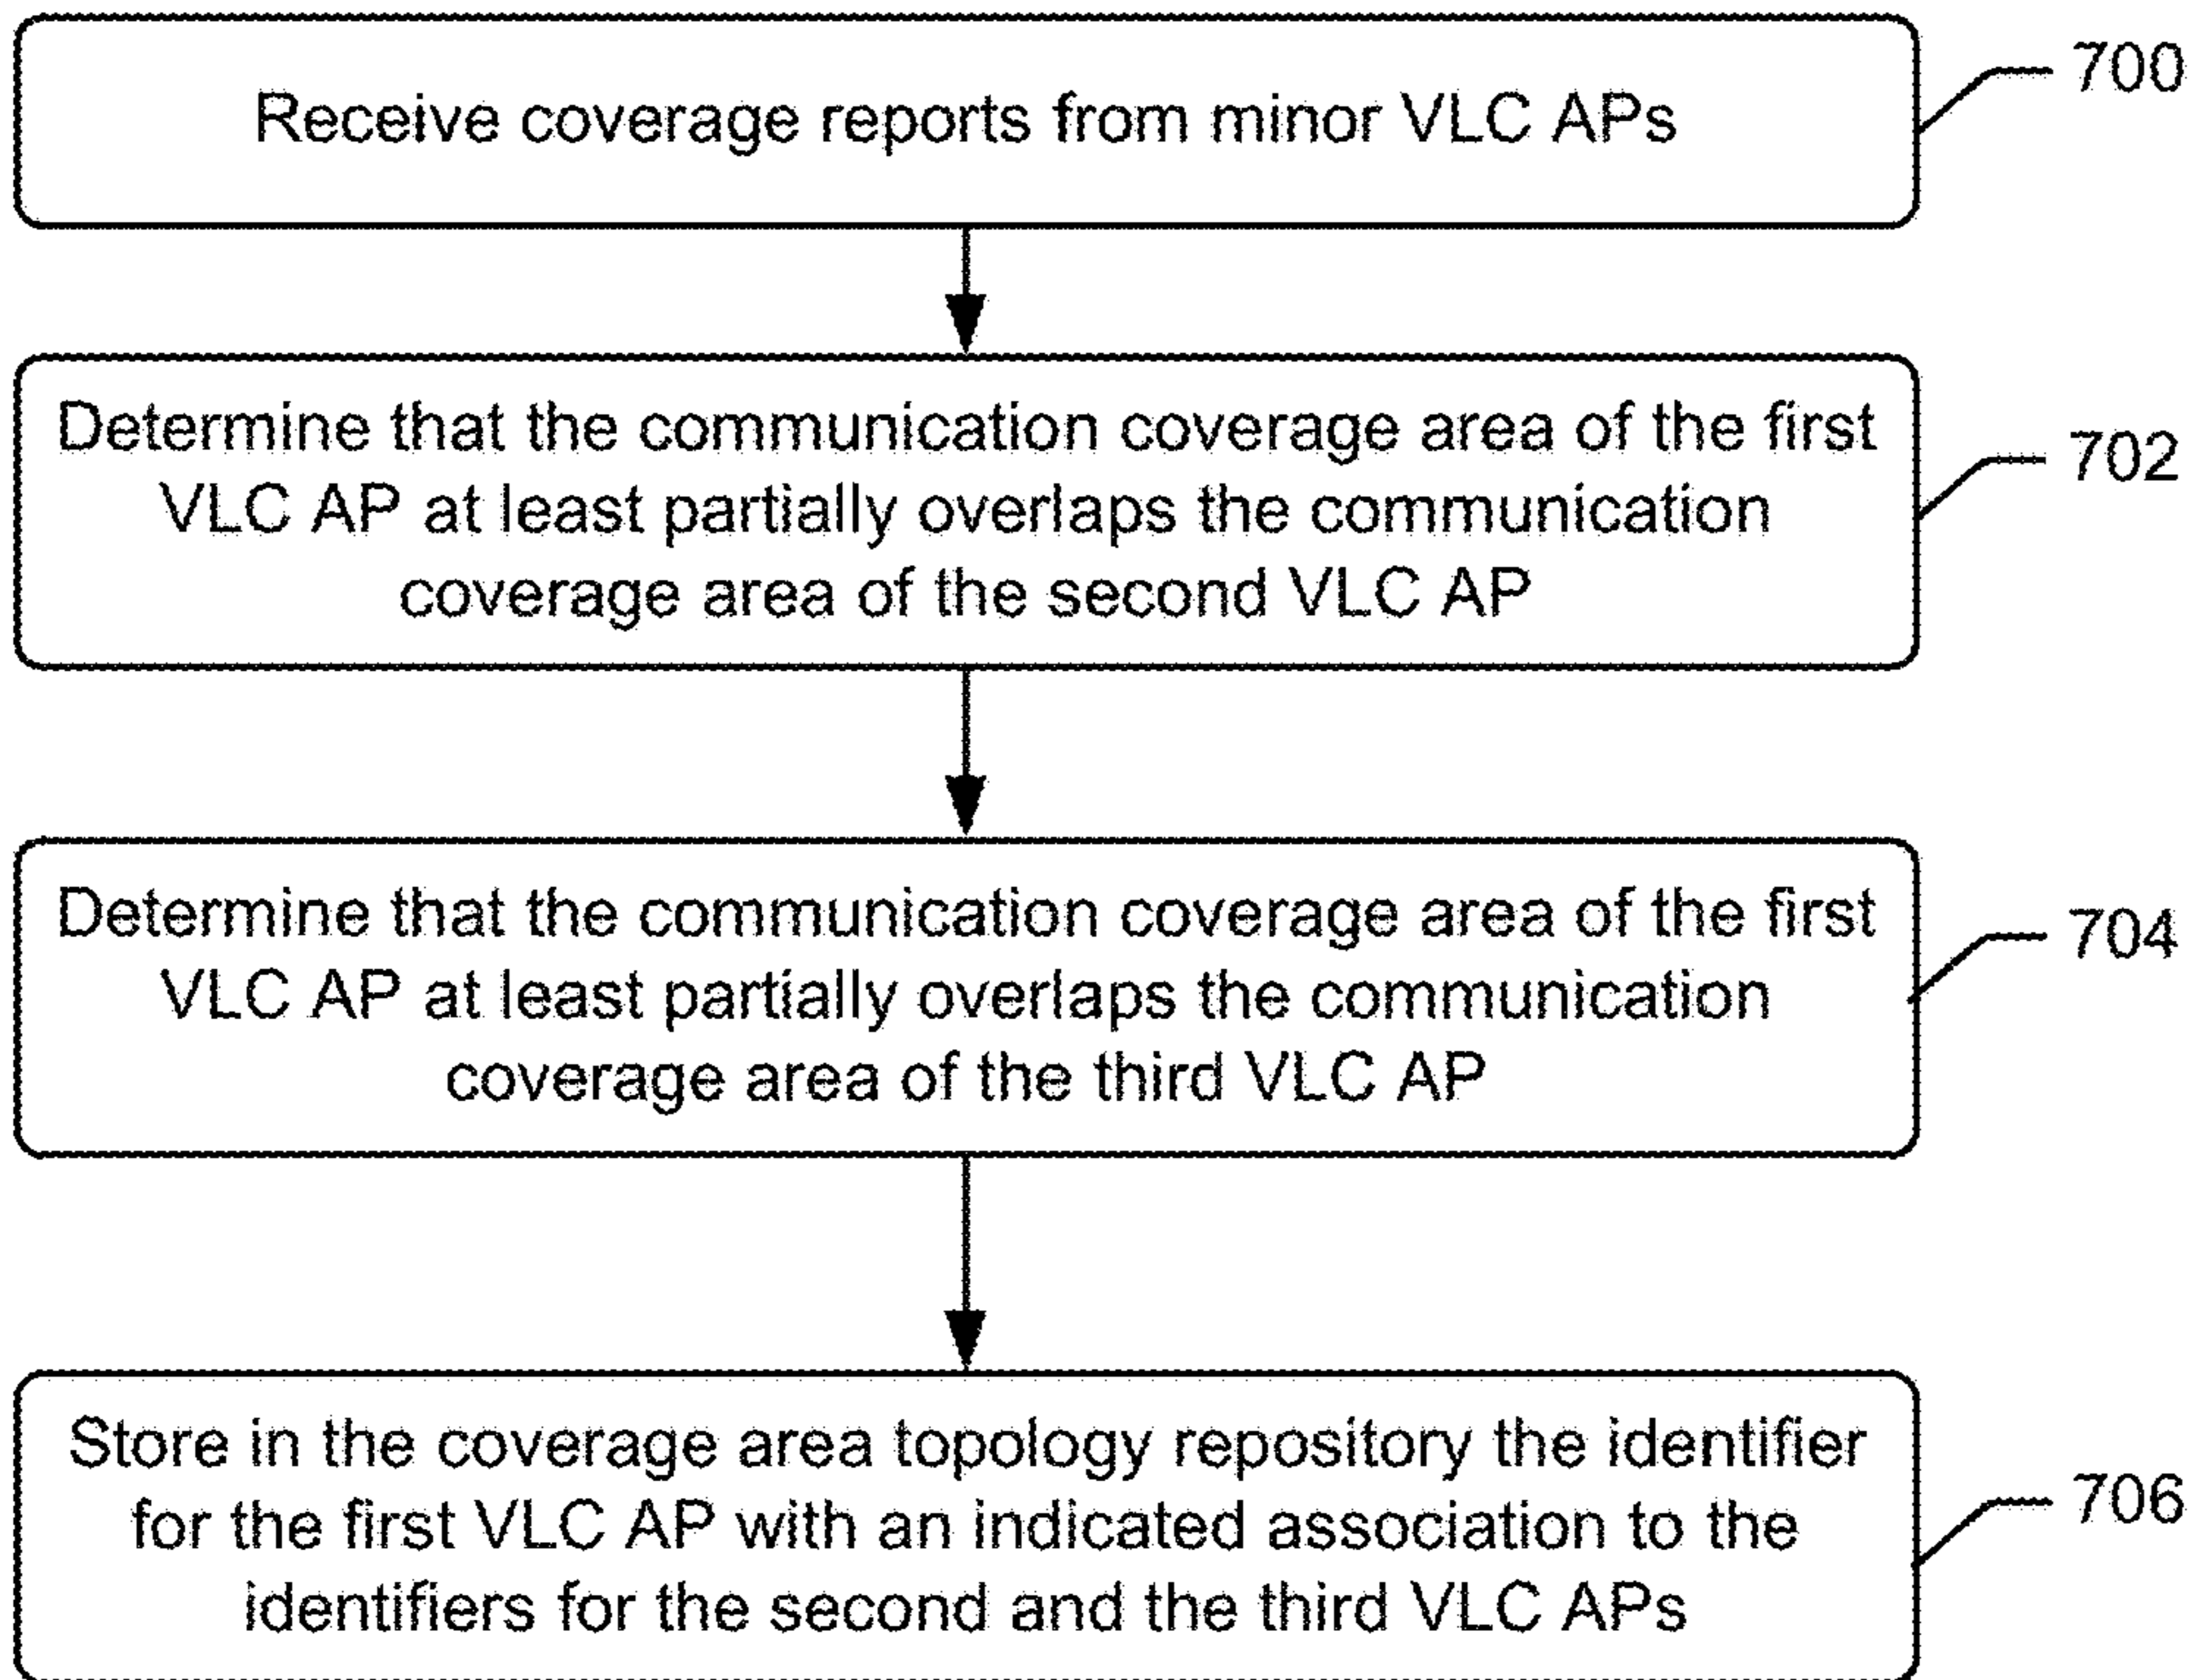 Receive coverage reports from minor VLC APs
700
Determine that the communication coverage area of the first
VLC AP at least partially overlaps the communication
coverage area of the second VLC AP
702
Determine that the communication coverage area of the first
VLC AP at least partially overlaps the communication
coverage area of the third VLC AP
704
Store in the coverage area topology repository the identifier
for the first VLC AP with an indicated association to the
identifiers for the second and the third VLC APs
706